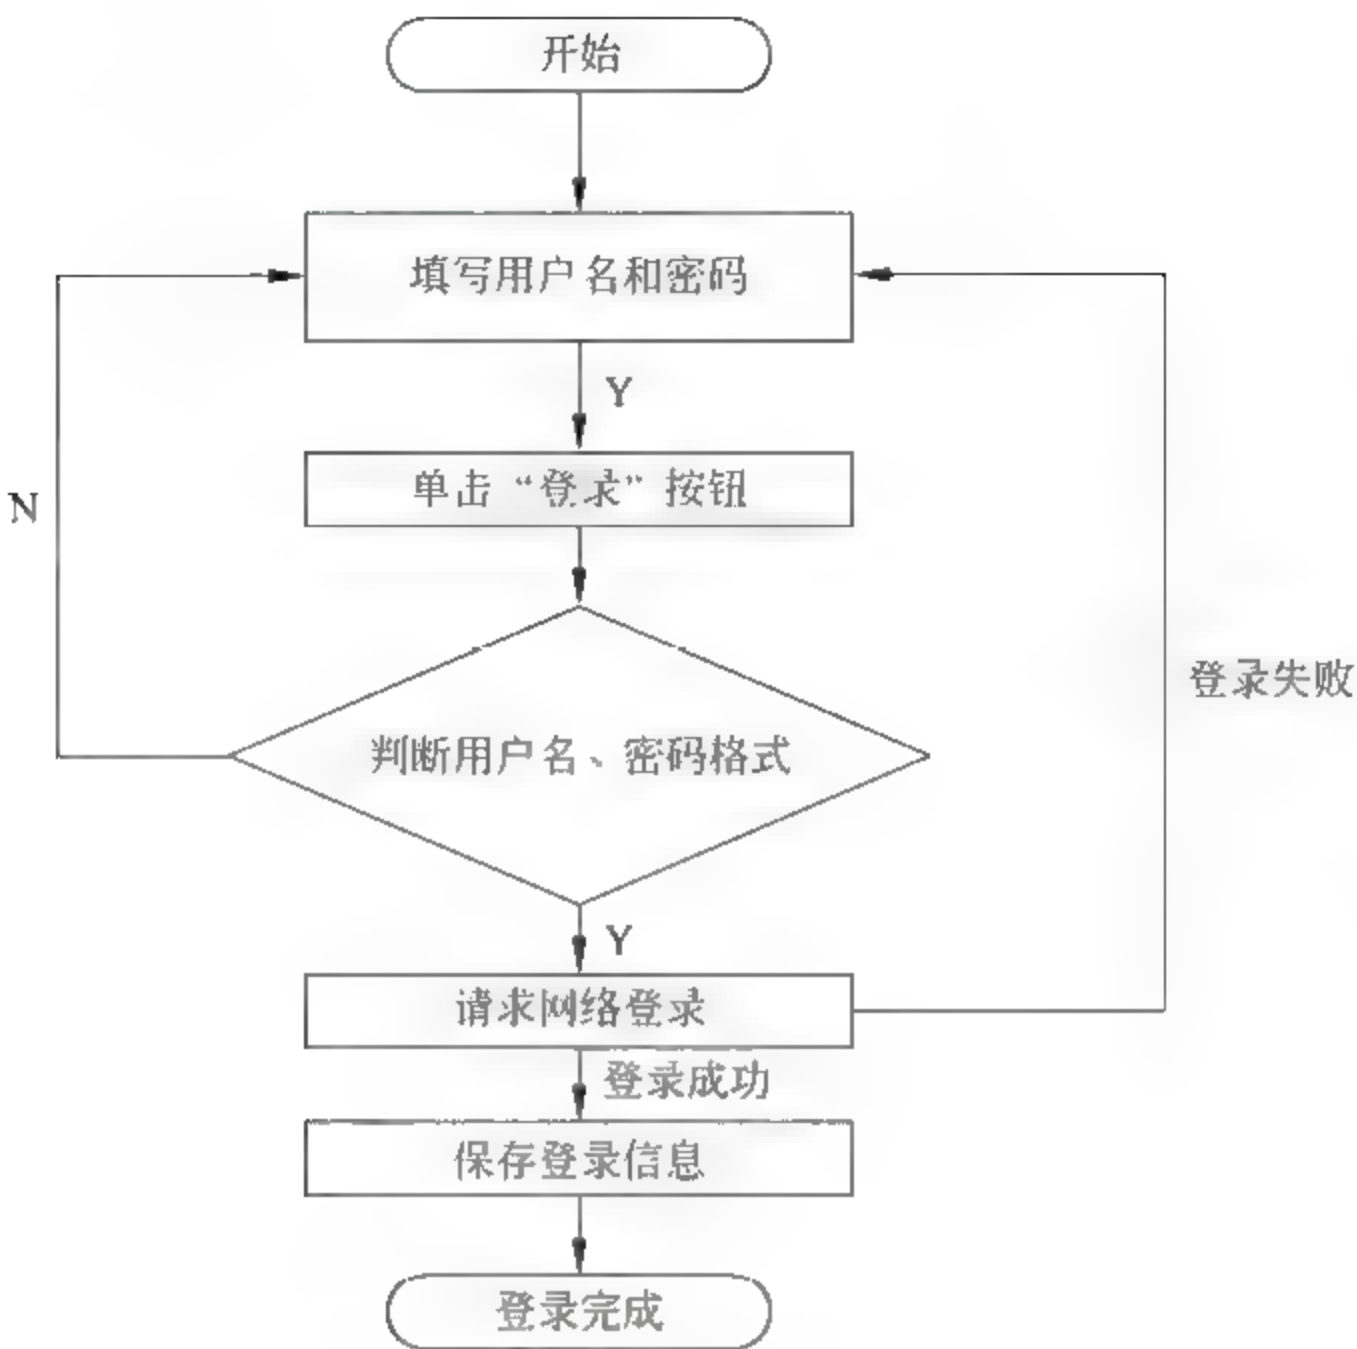 开始
填写用户名和密码
Y
单击“登录”按钮
N
登录失败
判断用户名、密码格式
Y
请求网络登录
登录成功
保存登录信息
登录完成